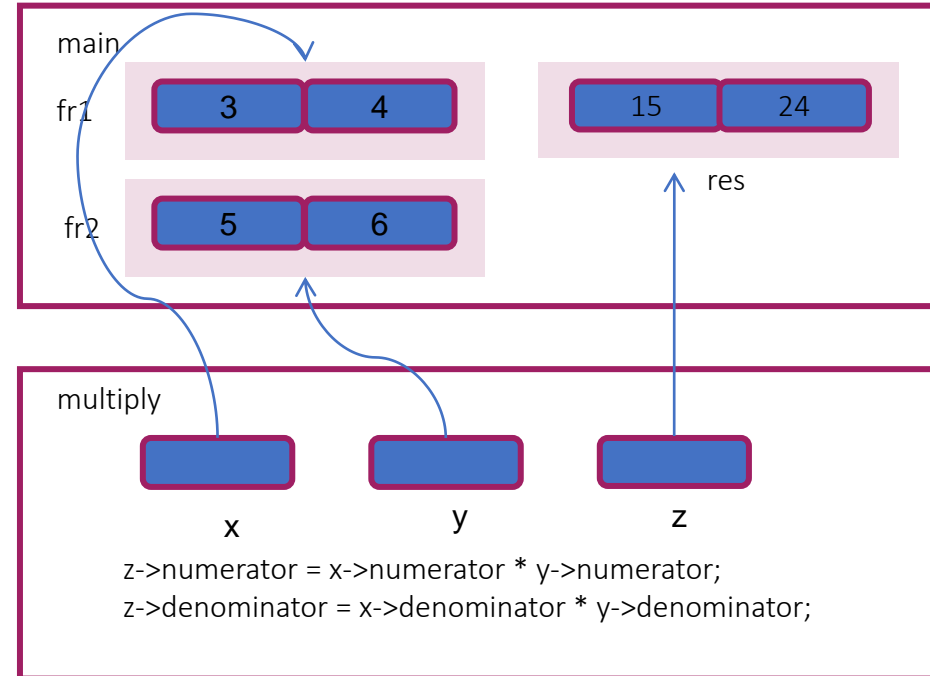 main
fr1 3 4 15 24
res
fr2 5 6
multiply
x y z
z->numerator = x->numerator * y->numerator;
z->denominator = x->denominator * y->denominator;